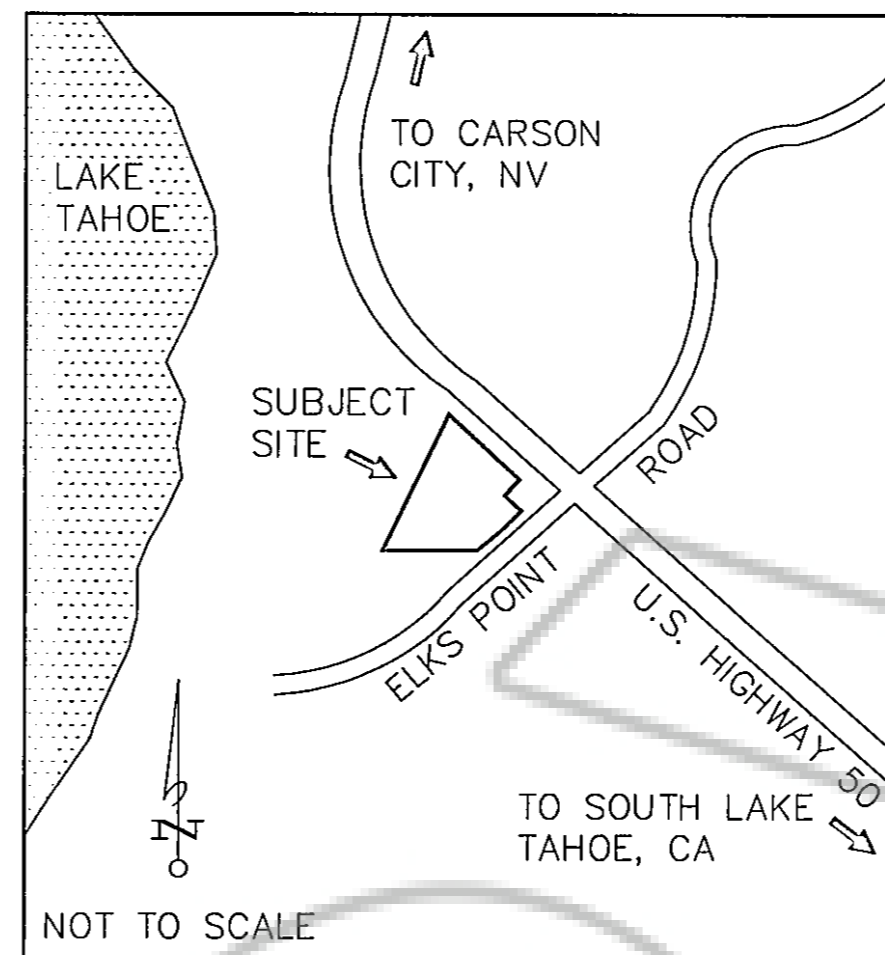 TO CARSON
CITY, NV
LAKE
TAHOE
SUBJECT
SITE
ROAD
ELKS POINT
U.S. HIGHWAY 50
TO SOUTH LAKE
TAHOE, CA
N
NOT TO SCALE